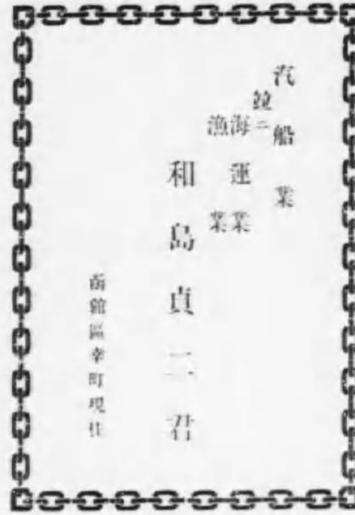 汽船業
並ニ
海運業
漁業
和島貞二君
函館區幸町現住